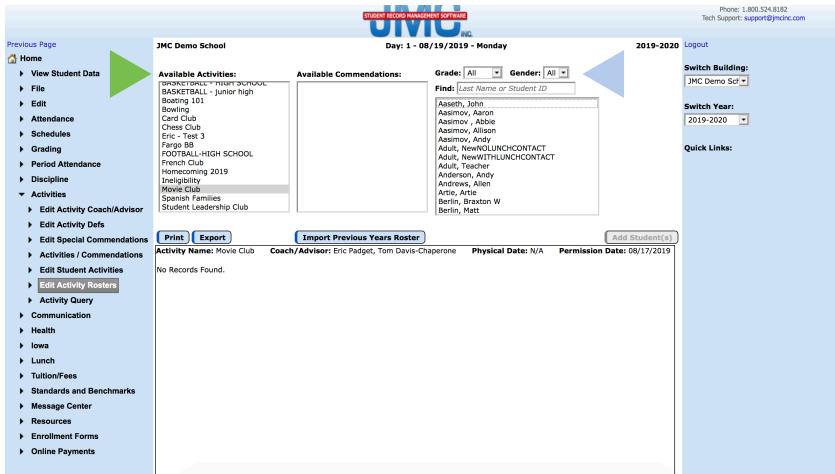 STUDENT RECORD MANAGEMENT SOFTWARE
JMC INC.
Phone: 1.800.524.8182
Tech Support: support@jmcinc.com
Previous Page
Home
View Student Data
File
Edit
Attendance
Schedules
Grading
Period Attendance
Discipline
Activities
Edit Activity Coach/Advisor
Edit Activity Defs
Edit Special Commendations
Activities / Commendations
Edit Student Activities
Edit Activity Rosters
Activity Query
Communication
Health
Iowa
Lunch
Tuition/Fees
Standards and Benchmarks
Message Center
Resources
Enrollment Forms
Online Payments
JMC Demo School Day: 1 - 08/19/2019 - Monday 2019-2020
Available Activities:
BASKETBALL - HIGH SCHOOL
BASKETBALL - junior high
Boating 101
Bowling
Card Club
Chess Club
Eric - Test 3
Fargo BB
FOOTBALL-HIGH SCHOOL
French Club
Homecoming 2019
Ineligibility
Movie Club
Spanish Families
Student Leadership Club
Available Commendations:
Grade: All Gender: All
Find: Last Name or Student ID
Aaseth, John
Aasimov, Aaron
Aasimov , Abbie
Aasimov, Allison
Aasimov, Andy
Adult, NewNOLUNCHCONTACT
Adult, NewWITHLUNCHCONTACT
Adult, Teacher
Anderson, Andy
Andrews, Allen
Artie, Artie
Berlin, Braxton W
Berlin, Matt
Print Export Import Previous Years Roster Add Student(s)
Activity Name: Movie Club Coach/Advisor: Eric Padget, Tom Davis-Chaperone Physical Date: N/A Permission Date: 08/17/2019
No Records Found.
Logout
Switch Building:
JMC Demo Sch
Switch Year:
2019-2020
Quick Links: